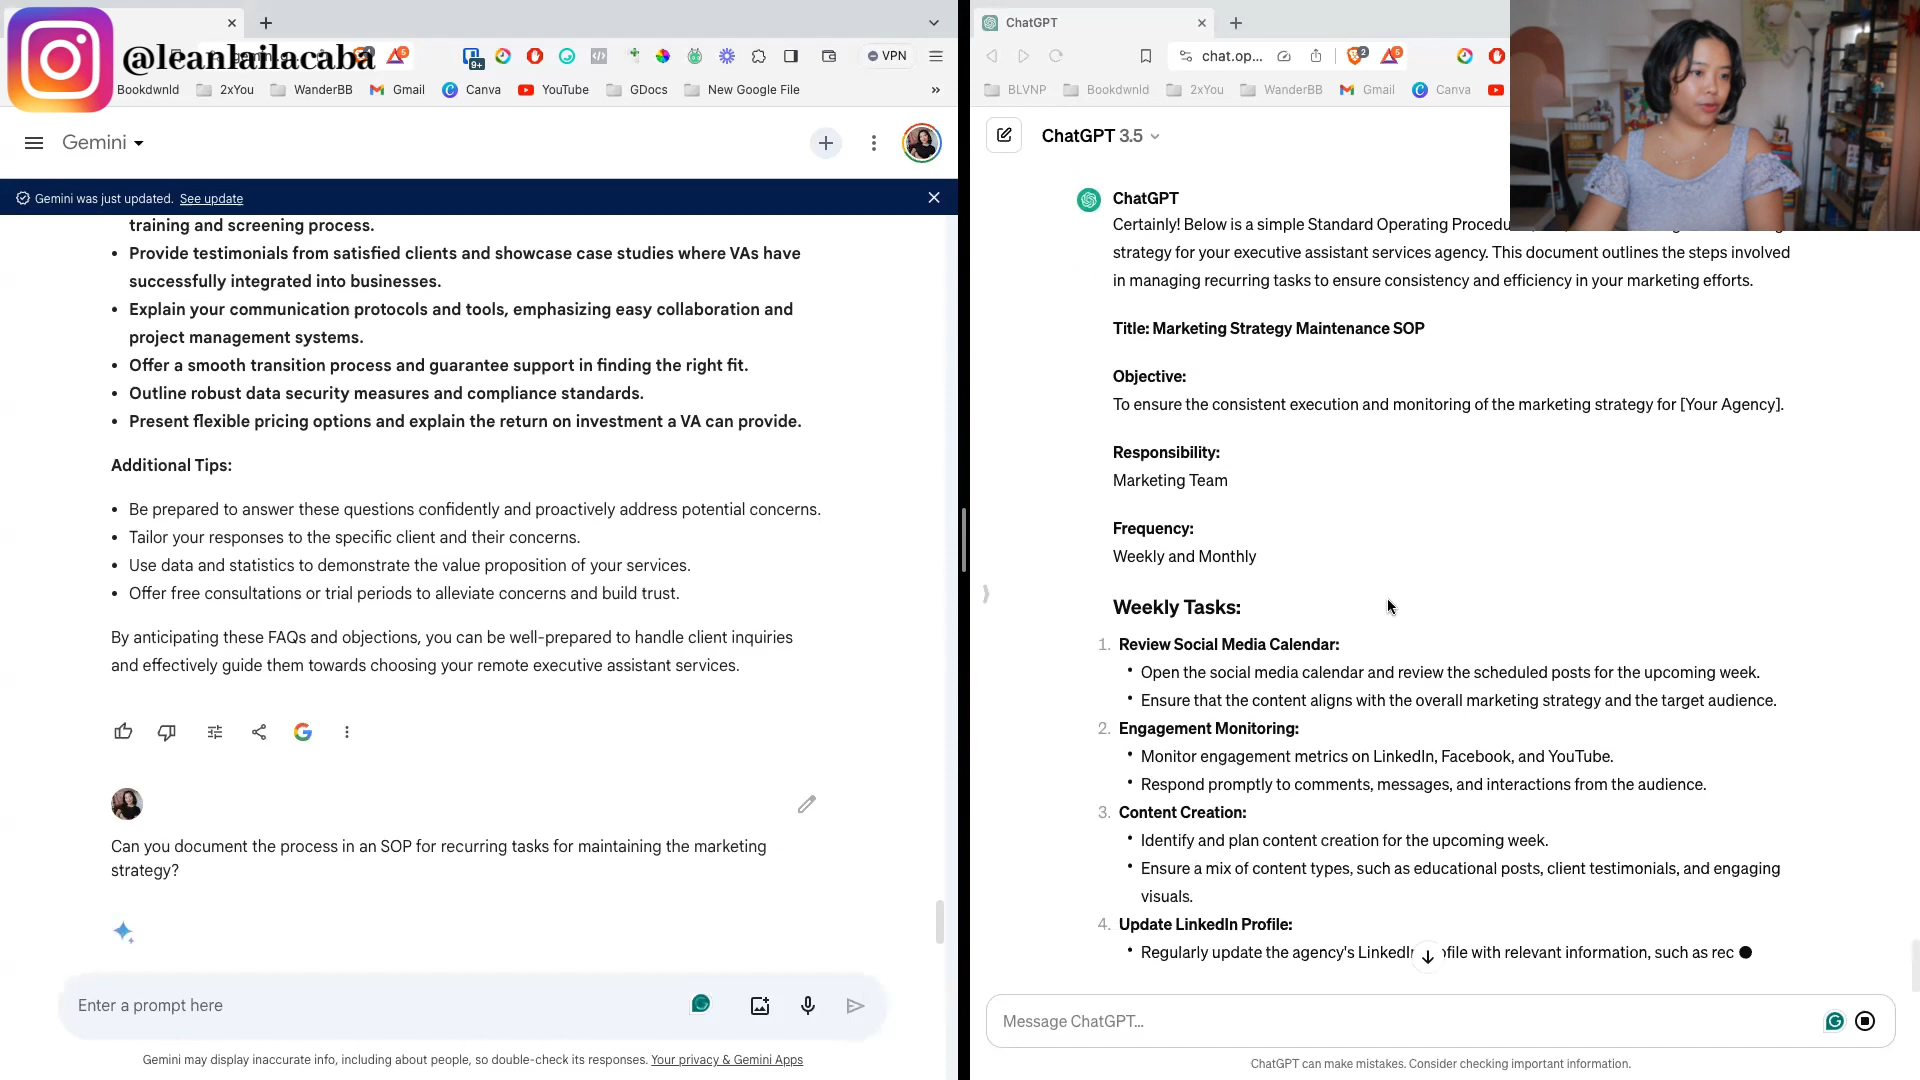 @leanlailacaba
9+
5
VPN
Bookdwnld
2xYou
WanderBB
Gmail
Canva
YouTube
GDocs
New Google File
»
Gemini
Gemini was just updated. See update
training and screening process.
• Provide testimonials from satisfied clients and showcase case studies where VAs have
successfully integrated into businesses.
• Explain your communication protocols and tools, emphasizing easy collaboration and
project management systems.
• Offer a smooth transition process and guarantee support in finding the right fit.
• Outline robust data security measures and compliance standards.
• Present flexible pricing options and explain the return on investment a VA can provide.
Additional Tips:
• Be prepared to answer these questions confidently and proactively address potential concerns.
• Tailor your responses to the specific client and their concerns.
• Use data and statistics to demonstrate the value proposition of your services.
• Offer free consultations or trial periods to alleviate concerns and build trust.
By anticipating these FAQs and objections, you can be well-prepared to handle client inquiries
and effectively guide them towards choosing your remote executive assistant services.
Can you document the process in an SOP for recurring tasks for maintaining the marketing
strategy?
Enter a prompt here
Gemini may display inaccurate info, including about people, so double-check its responses. Your privacy & Gemini Apps
ChatGPT
chat.op...
2
5
BLVNP
Bookdwnld
2xYou
WanderBB
Gmail
Canva
ChatGPT 3.5
ChatGPT
Certainly! Below is a simple Standard Operating Procedu
strategy for your executive assistant services agency. This document outlines the steps involved
in managing recurring tasks to ensure consistency and efficiency in your marketing efforts.
Title: Marketing Strategy Maintenance SOP
Objective:
To ensure the consistent execution and monitoring of the marketing strategy for [Your Agency].
Responsibility:
Marketing Team
Frequency:
Weekly and Monthly
Weekly Tasks:
1. Review Social Media Calendar:
• Open the social media calendar and review the scheduled posts for the upcoming week.
• Ensure that the content aligns with the overall marketing strategy and the target audience.
2. Engagement Monitoring:
• Monitor engagement metrics on LinkedIn, Facebook, and YouTube.
• Respond promptly to comments, messages, and interactions from the audience.
3. Content Creation:
• Identify and plan content creation for the upcoming week.
• Ensure a mix of content types, such as educational posts, client testimonials, and engaging
visuals.
4. Update LinkedIn Profile:
• Regularly update the agency's LinkedIn ofile with relevant information, such as rec
Message ChatGPT...
ChatGPT can make mistakes. Consider checking important information.